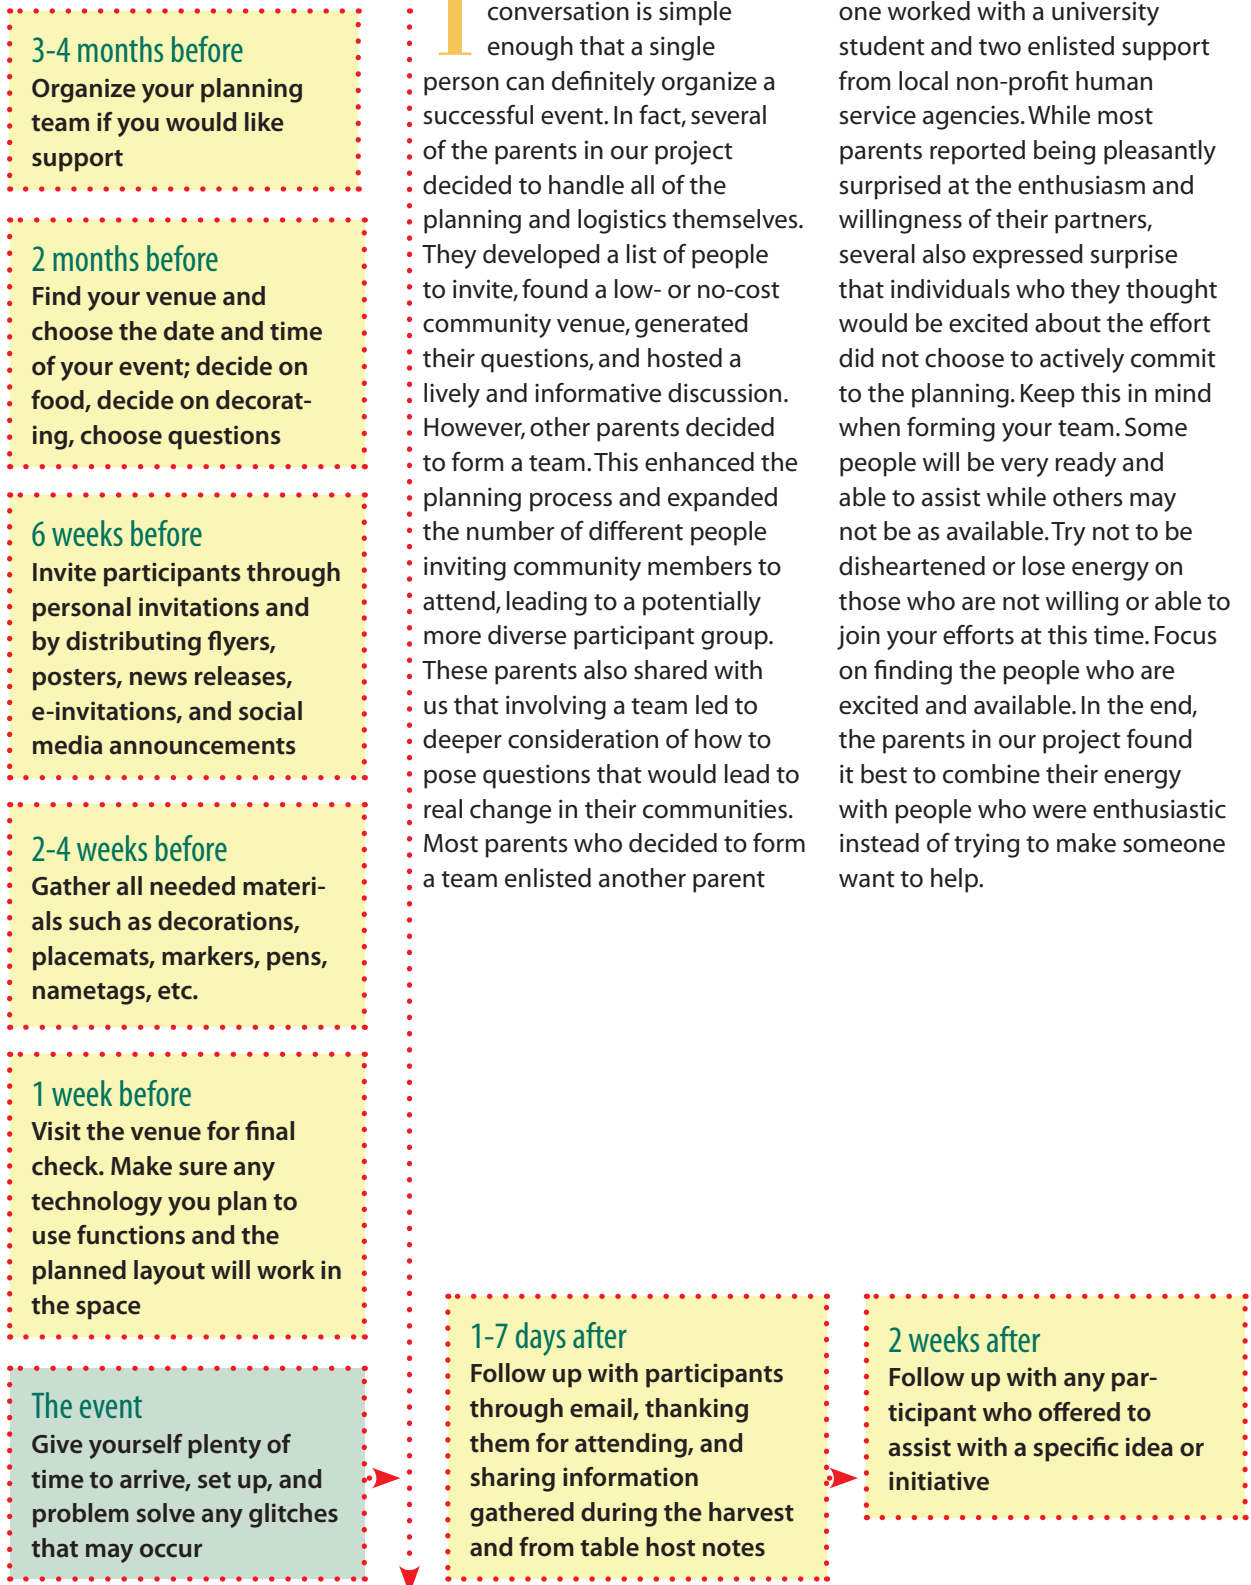 3-4 months before
Organize your planning
team if you would like
support
2 months before
Find your venue and
choose the date and time
of your event; decide on
food, decide on decorat-
ing, choose questions
6 weeks before
Invite participants through
personal invitations and
by distributing flyers,
posters, news releases,
e-invitations, and social
media announcements
2-4 weeks before
Gather all needed materi-
als such as decorations,
placemats, markers, pens,
nametags, etc.
1 week before
Visit the venue for final
check. Make sure any
technology you plan to
use functions and the
planned layout will work in
the space
The event
Give yourself plenty of
time to arrive, set up, and
problem solve any glitches
that may occur
conversation is simple
enough that a single
person can definitely organize a
successful event. In fact, several
of the parents in our project
decided to handle all of the
planning and logistics themselves.
They developed a list of people
to invite, found a low- or no-cost
community venue, generated
their questions, and hosted a
lively and informative discussion.
However, other parents decided
to form a team. This enhanced the
planning process and expanded
the number of different people
inviting community members to
attend, leading to a potentially
more diverse participant group.
These parents also shared with
us that involving a team led to
deeper consideration of how to
pose questions that would lead to
real change in their communities.
Most parents who decided to form
a team enlisted another parent
one worked with a university
student and two enlisted support
from local non-profit human
service agencies. While most
parents reported being pleasantly
surprised at the enthusiasm and
willingness of their partners,
several also expressed surprise
that individuals who they thought
would be excited about the effort
did not choose to actively commit
to the planning. Keep this in mind
when forming your team. Some
people will be very ready and
able to assist while others may
not be as available. Try not to be
disheartened or lose energy on
those who are not willing or able to
join your efforts at this time. Focus
on finding the people who are
excited and available. In the end,
the parents in our project found
it best to combine their energy
with people who were enthusiastic
instead of trying to make someone
want to help.
1-7 days after
Follow up with participants
through email, thanking
them for attending, and
sharing information
gathered during the harvest
and from table host notes
2 weeks after
Follow up with any par-
ticipant who offered to
assist with a specific idea or
initiative